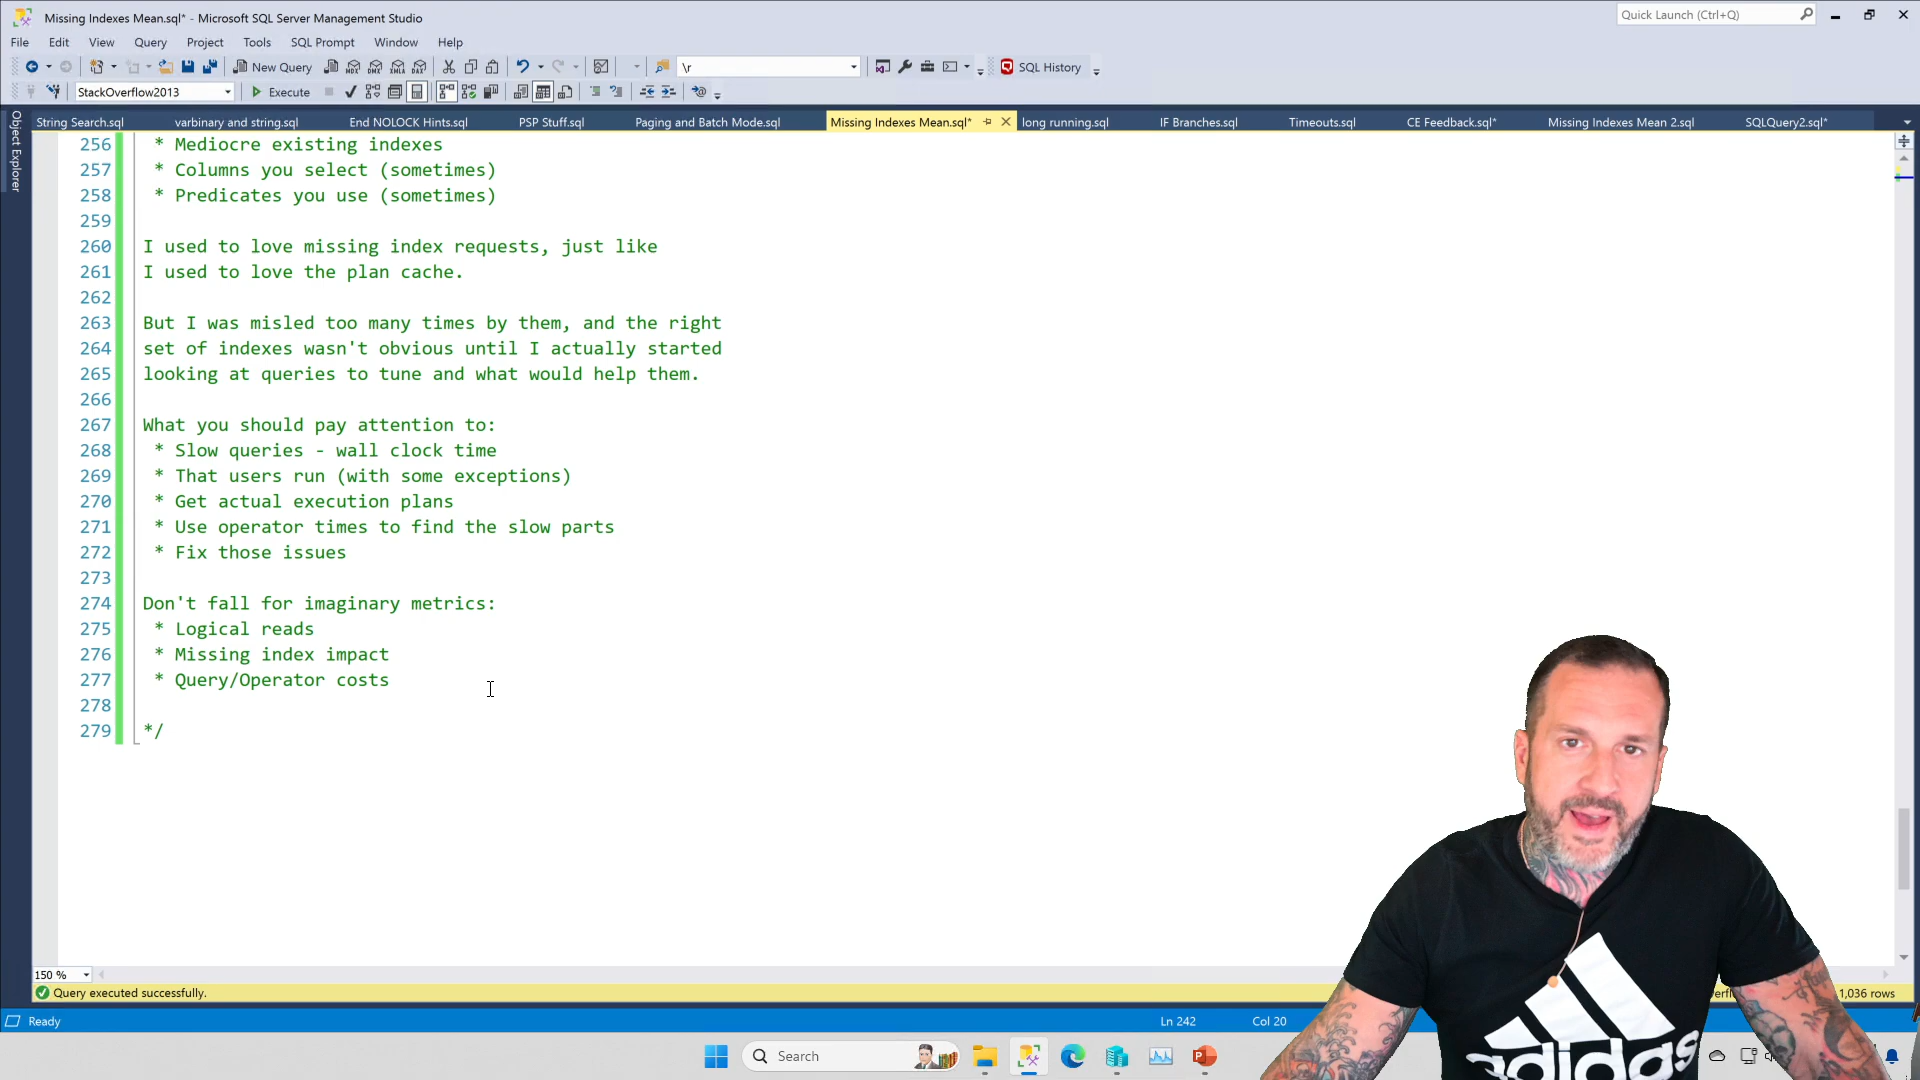 Missing Indexes Mean.sql* - Microsoft SQL Server Management Studio
Quick Launch (Ctrl+Q)
File Edit View Query Project Tools SQL Prompt Window Help
New Query MDX DMX XMLA DAX \r SQL History
StackOverflow2013 Execute
Object Explorer
String Search.sql varbinary and string.sql End NOLOCK Hints.sql PSP Stuff.sql Paging and Batch Mode.sql Missing Indexes Mean.sql* long running.sql IF Branches.sql Timeouts.sql CE Feedback.sql* Missing Indexes Mean 2.sql SQLQuery2.sql*
256 * Mediocre existing indexes
257 * Columns you select (sometimes)
258 * Predicates you use (sometimes)
259
260 I used to love missing index requests, just like
261 I used to love the plan cache.
262
263 But I was misled too many times by them, and the right
264 set of indexes wasn't obvious until I actually started
265 looking at queries to tune and what would help them.
266
267 What you should pay attention to:
268 * Slow queries - wall clock time
269 * That users run (with some exceptions)
270 * Get actual execution plans
271 * Use operator times to find the slow parts
272 * Fix those issues
273
274 Don't fall for imaginary metrics:
275 * Logical reads
276 * Missing index impact
277 * Query/Operator costs
278
279 */
150 %
Query executed successfully. 1,036 rows
Ready Ln 242 Col 20
Search
adidas